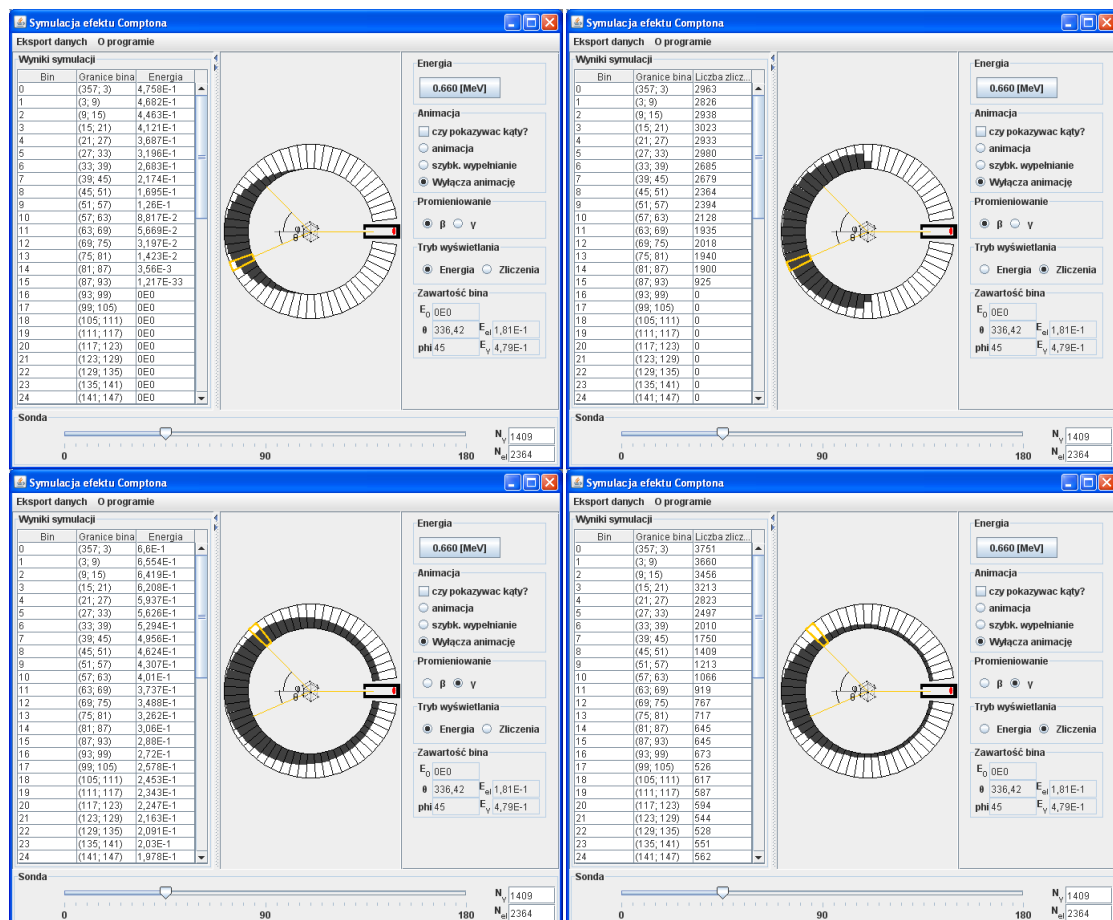 Symulacja efektu Comptona
Eksport danych O programie
Wyniki symulacji
Bin Granice bina Energia
0 (357; 3) 4,758E-1
1 (3; 9) 4,682E-1
2 (9; 15) 4,463E-1
3 (15; 21) 4,121E-1
4 (21; 27) 3,687E-1
5 (27; 33) 3,196E-1
6 (33; 39) 2,683E-1
7 (39; 45) 2,174E-1
8 (45; 51) 1,695E-1
9 (51; 57) 1,26E-1
10 (57; 63) 8,817E-2
11 (63; 69) 5,669E-2
12 (69; 75) 3,197E-2
13 (75; 81) 1,423E-2
14 (81; 87) 3,56E-3
15 (87; 93) 1,217E-33
16 (93; 99) 0E0
17 (99; 105) 0E0
18 (105; 111) 0E0
19 (111; 117) 0E0
20 (117; 123) 0E0
21 (123; 129) 0E0
22 (129; 135) 0E0
23 (135; 141) 0E0
24 (141; 147) 0E0
φ
θ
Energia
0.660 [MeV]
Animacja
czy pokazywac kąty?
animacja
szybk. wypełnianie
Wyłącza animację
Promieniowanie
β γ
Tryb wyświetlania
Energia Zliczenia
Zawartość bina
E0 0E0
θ 336,42 Eel 1,81E-1
phi 45 Eγ 4,79E-1
Sonda
0 90 180
Nγ 1409
Nel 2364
Symulacja efektu Comptona
Eksport danych O programie
Wyniki symulacji
Bin Granice bina Liczba zlicz...
0 (357; 3) 2963
1 (3; 9) 2826
2 (9; 15) 2938
3 (15; 21) 3023
4 (21; 27) 2933
5 (27; 33) 2980
6 (33; 39) 2685
7 (39; 45) 2679
8 (45; 51) 2364
9 (51; 57) 2394
10 (57; 63) 2128
11 (63; 69) 1935
12 (69; 75) 2018
13 (75; 81) 1940
14 (81; 87) 1900
15 (87; 93) 925
16 (93; 99) 0
17 (99; 105) 0
18 (105; 111) 0
19 (111; 117) 0
20 (117; 123) 0
21 (123; 129) 0
22 (129; 135) 0
23 (135; 141) 0
24 (141; 147) 0
φ
θ
Energia
0.660 [MeV]
Animacja
czy pokazywac kąty?
animacja
szybk. wypełnianie
Wyłącza animację
Promieniowanie
β γ
Tryb wyświetlania
Energia Zliczenia
Zawartość bina
E0 0E0
θ 336,42 Eel 1,81E-1
phi 45 Eγ 4,79E-1
Sonda
0 90 180
Nγ 1409
Nel 2364
Symulacja efektu Comptona
Eksport danych O programie
Wyniki symulacji
Bin Granice bina Energia
0 (357; 3) 6,6E-1
1 (3; 9) 6,554E-1
2 (9; 15) 6,419E-1
3 (15; 21) 6,208E-1
4 (21; 27) 5,937E-1
5 (27; 33) 5,626E-1
6 (33; 39) 5,294E-1
7 (39; 45) 4,956E-1
8 (45; 51) 4,624E-1
9 (51; 57) 4,307E-1
10 (57; 63) 4,01E-1
11 (63; 69) 3,737E-1
12 (69; 75) 3,488E-1
13 (75; 81) 3,262E-1
14 (81; 87) 3,06E-1
15 (87; 93) 2,88E-1
16 (93; 99) 2,72E-1
17 (99; 105) 2,578E-1
18 (105; 111) 2,453E-1
19 (111; 117) 2,343E-1
20 (117; 123) 2,247E-1
21 (123; 129) 2,163E-1
22 (129; 135) 2,091E-1
23 (135; 141) 2,03E-1
24 (141; 147) 1,978E-1
φ
θ
Energia
0.660 [MeV]
Animacja
czy pokazywac kąty?
animacja
szybk. wypełnianie
Wyłącza animację
Promieniowanie
β γ
Tryb wyświetlania
Energia Zliczenia
Zawartość bina
E0 0E0
θ 336,42 Eel 1,81E-1
phi 45 Eγ 4,79E-1
Sonda
0 90 180
Nγ 1409
Nel 2364
Symulacja efektu Comptona
Eksport danych O programie
Wyniki symulacji
Bin Granice bina Liczba zlicz...
0 (357; 3) 3751
1 (3; 9) 3660
2 (9; 15) 3456
3 (15; 21) 3213
4 (21; 27) 2823
5 (27; 33) 2497
6 (33; 39) 2010
7 (39; 45) 1750
8 (45; 51) 1409
9 (51; 57) 1213
10 (57; 63) 1066
11 (63; 69) 919
12 (69; 75) 767
13 (75; 81) 717
14 (81; 87) 645
15 (87; 93) 645
16 (93; 99) 673
17 (99; 105) 526
18 (105; 111) 617
19 (111; 117) 587
20 (117; 123) 594
21 (123; 129) 544
22 (129; 135) 528
23 (135; 141) 551
24 (141; 147) 562
φ
θ
Energia
0.660 [MeV]
Animacja
czy pokazywac kąty?
animacja
szybk. wypełnianie
Wyłącza animację
Promieniowanie
β γ
Tryb wyświetlania
Energia Zliczenia
Zawartość bina
E0 0E0
θ 336,42 Eel 1,81E-1
phi 45 Eγ 4,79E-1
Sonda
0 90 180
Nγ 1409
Nel 2364